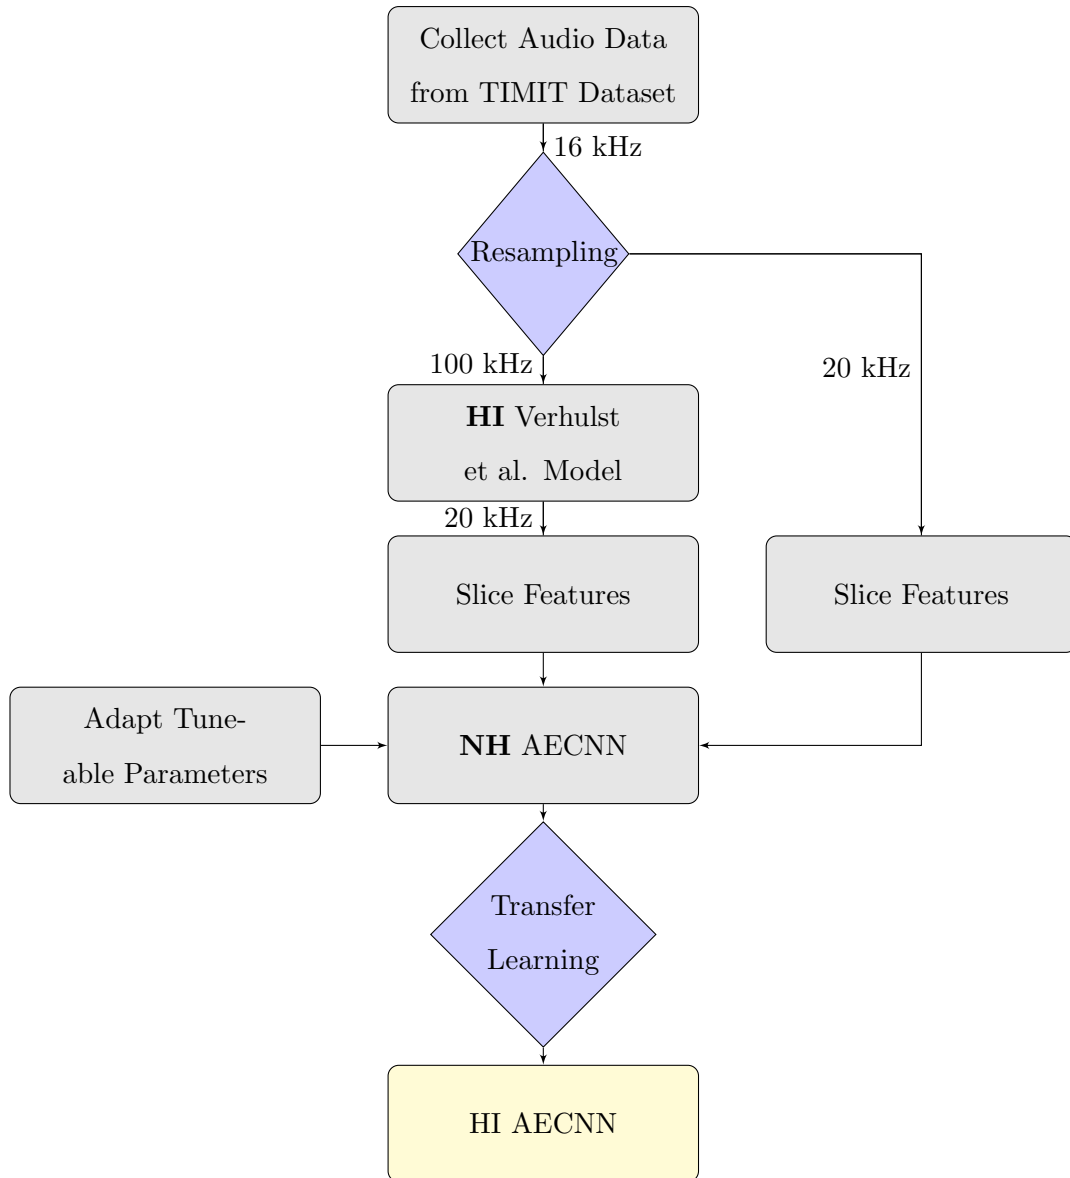 Collect Audio Data
from TIMIT Dataset
16 kHz
Resampling
100 kHz
20 kHz
HI Verhulst
et al. Model
20 kHz
Slice Features
Slice Features
Adapt Tune-
able Parameters
NH AECNN
Transfer
Learning
HI AECNN